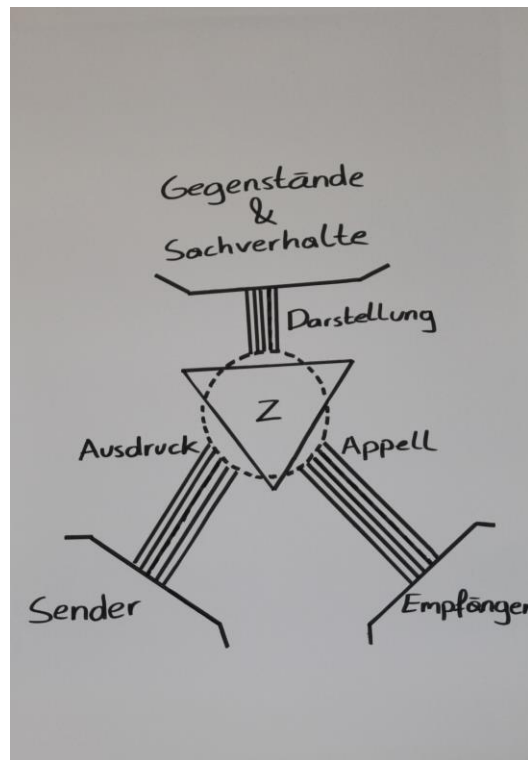 Gegenstände
&
Sachverhalte
Darstellung
Z
Ausdruck
Appell
Sender
Empfänger